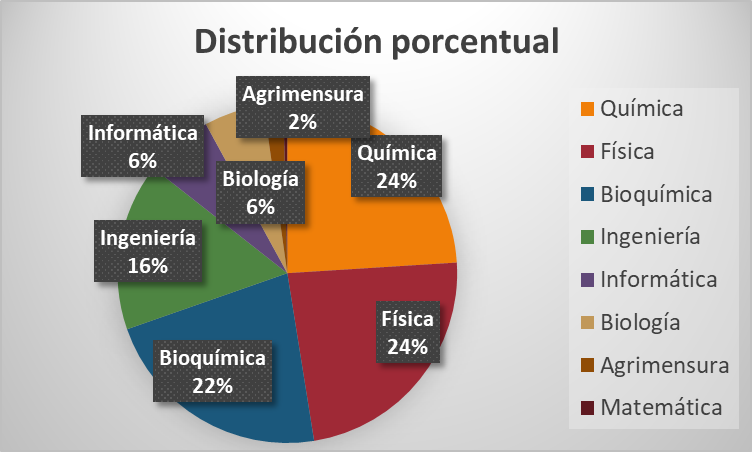 Distribución porcentual
Agrimensura
2%
Informática
6%
Química
24%
Biología
6%
Ingeniería
16%
Física
24%
Bioquímica
22%
Química
Física
Bioquímica
Ingeniería
Informática
Biología
Agrimensura
Matemática